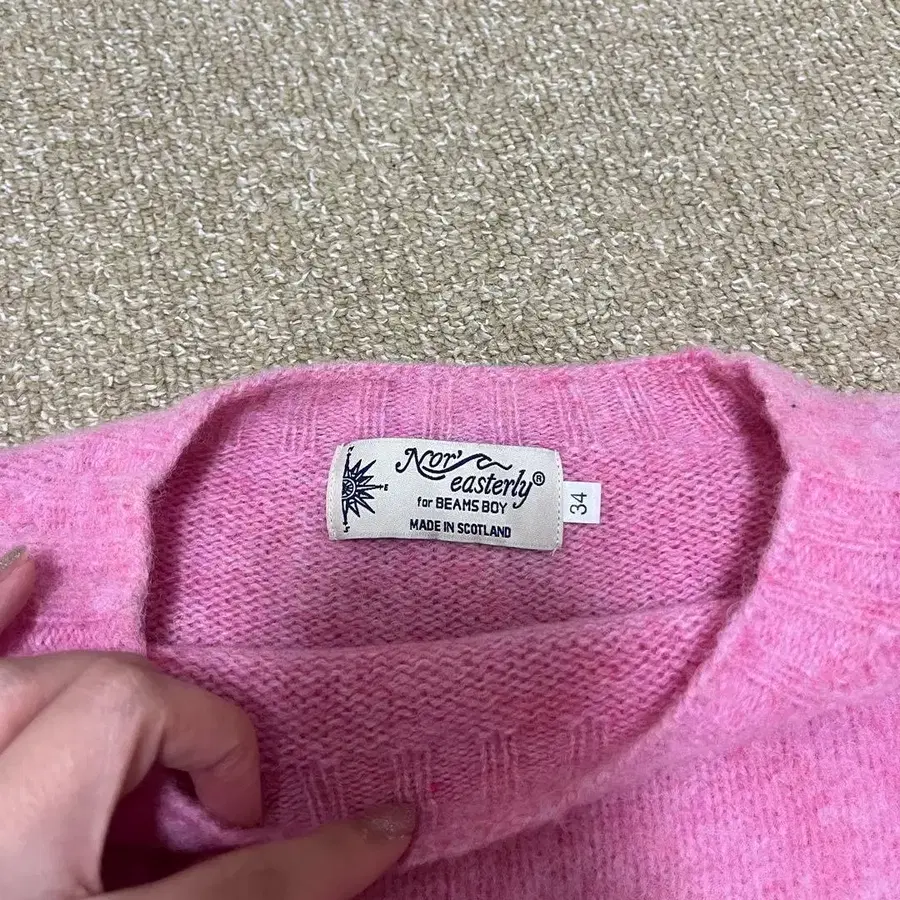 Nor'
easterly®
for BEAMS BOY
MADE IN SCOTLAND
E
34